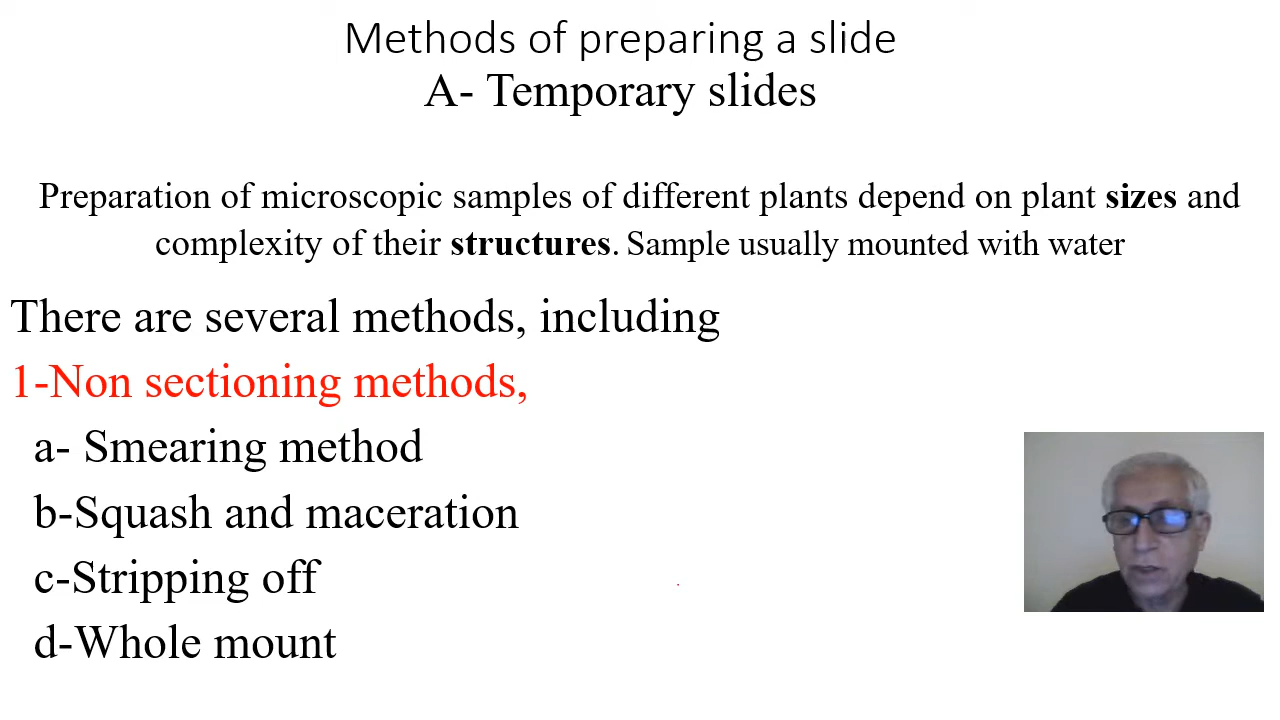 Methods of preparing a slide
A- Temporary slides
Preparation of microscopic samples of different plants depend on plant sizes and
complexity of their structures. Sample usually mounted with water
There are several methods, including
1-Non sectioning methods,
a- Smearing method
b-Squash and maceration
c-Stripping off
d-Whole mount